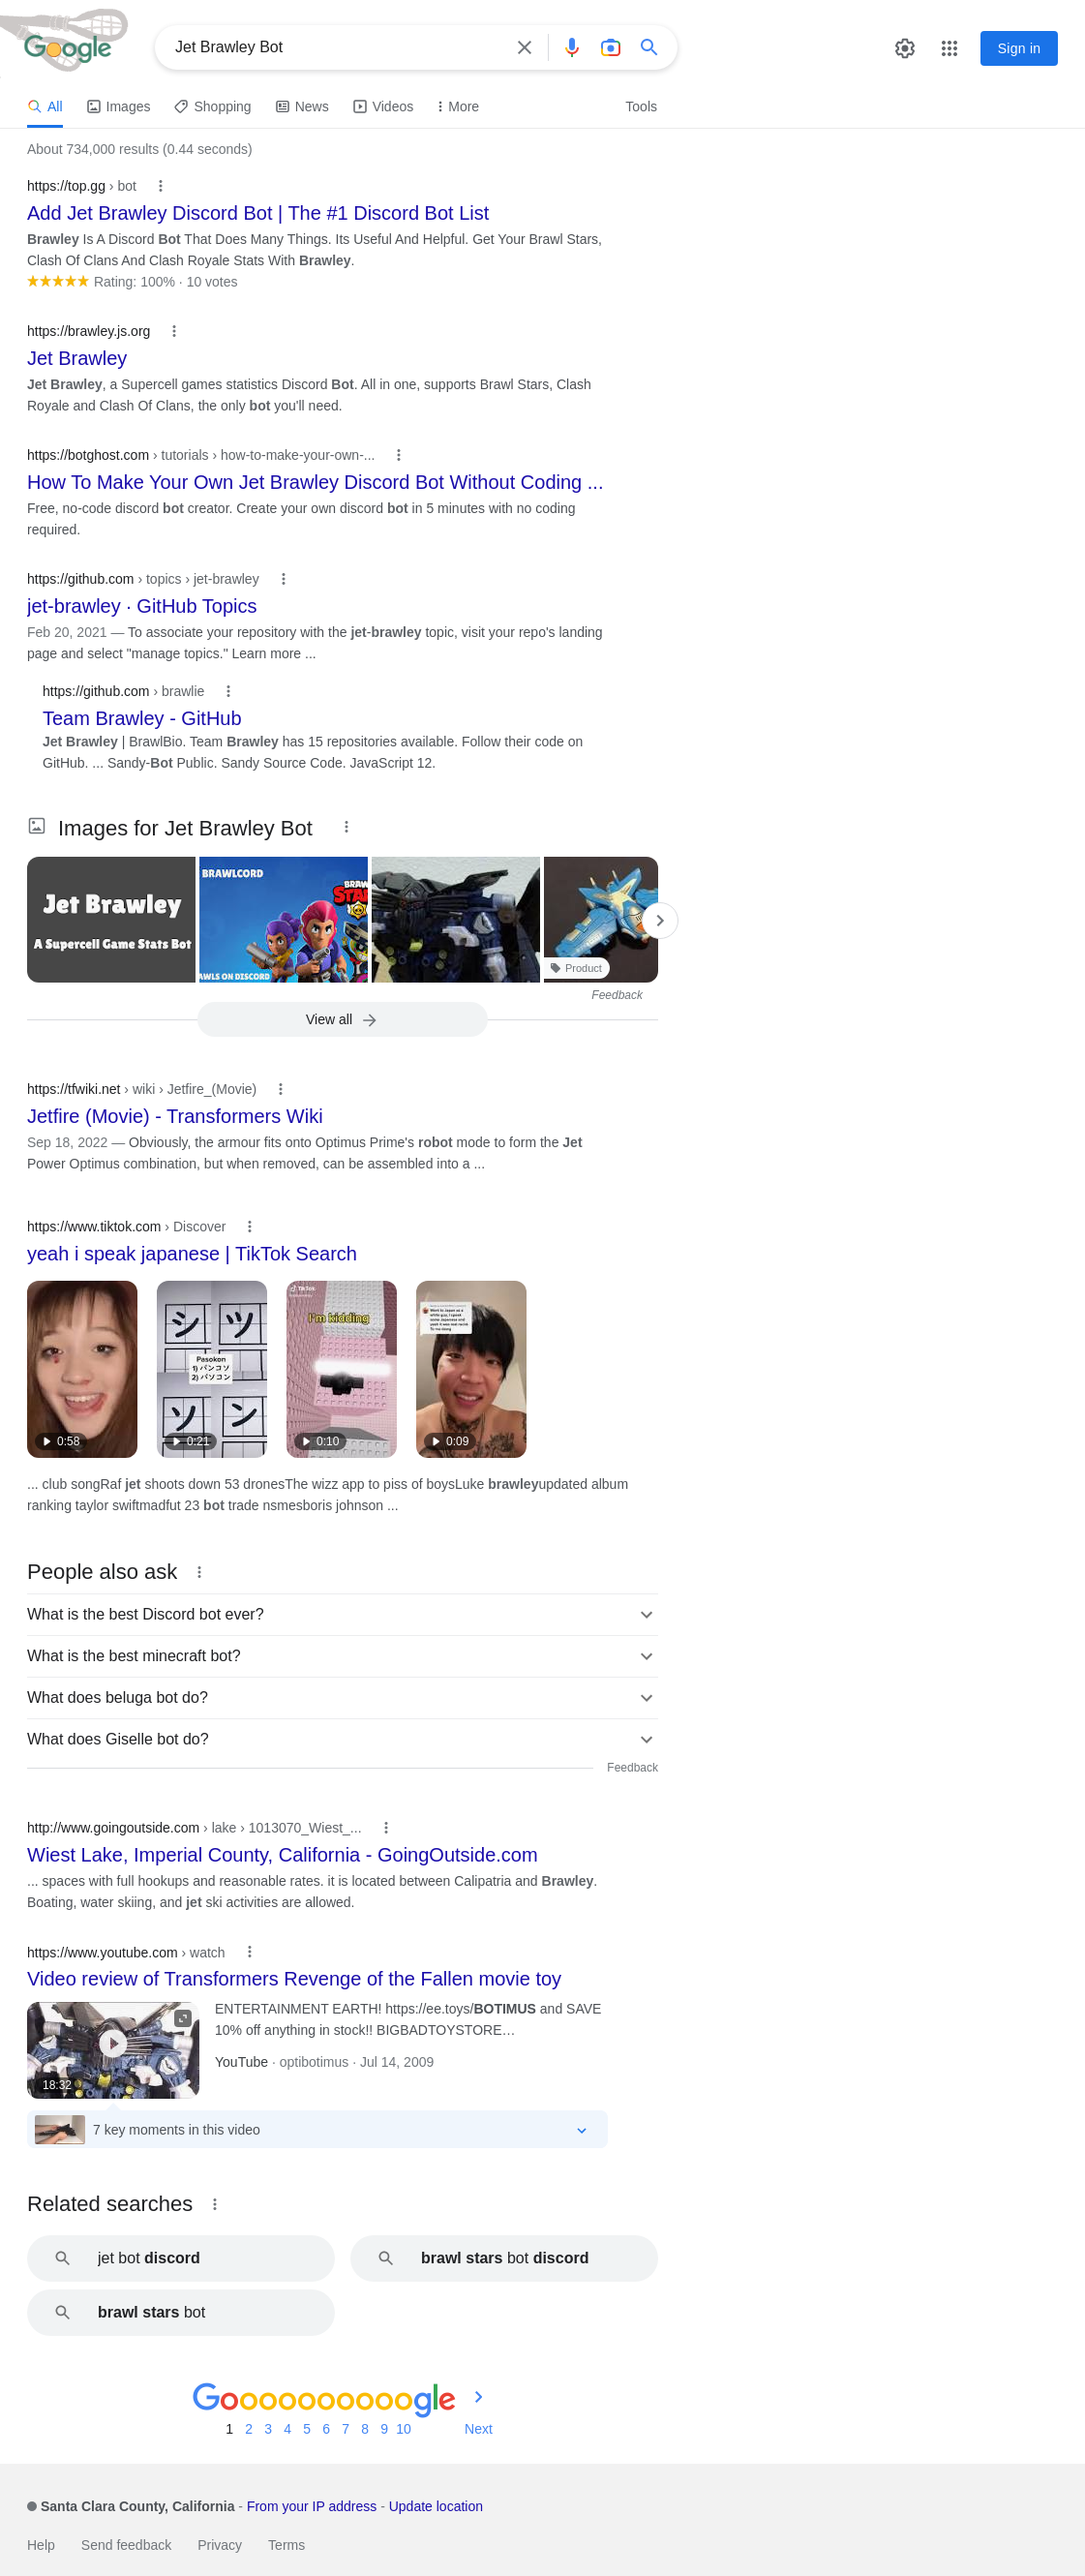 Google
Jet Brawley Bot
Sign in
All
Images
Shopping
News
Videos
More
Tools
About 734,000 results (0.44 seconds)
https://top.gg › bot
Add Jet Brawley Discord Bot | The #1 Discord Bot List
Brawley Is A Discord Bot That Does Many Things. Its Useful And Helpful. Get Your Brawl Stars,
Clash Of Clans And Clash Royale Stats With Brawley.
Rating: 100% · 10 votes
https://brawley.js.org
Jet Brawley
Jet Brawley, a Supercell games statistics Discord Bot. All in one, supports Brawl Stars, Clash
Royale and Clash Of Clans, the only bot you'll need.
https://botghost.com › tutorials › how-to-make-your-own-...
How To Make Your Own Jet Brawley Discord Bot Without Coding ...
Free, no-code discord bot creator. Create your own discord bot in 5 minutes with no coding
required.
https://github.com › topics › jet-brawley
jet-brawley · GitHub Topics
Feb 20, 2021 — To associate your repository with the jet-brawley topic, visit your repo's landing
page and select "manage topics." Learn more ...
https://github.com › brawlie
Team Brawley - GitHub
Jet Brawley | BrawlBio. Team Brawley has 15 repositories available. Follow their code on
GitHub. ... Sandy-Bot Public. Sandy Source Code. JavaScript 12.
Images for Jet Brawley Bot
Jet Brawley
A Supercell Game Stats Bot
BRAWLCORD
BRAW
STA
AWLS ON DISCORD
Product
Feedback
View all
https://tfwiki.net › wiki › Jetfire_(Movie)
Jetfire (Movie) - Transformers Wiki
Sep 18, 2022 — Obviously, the armour fits onto Optimus Prime's robot mode to form the Jet
Power Optimus combination, but when removed, can be assembled into a ...
https://www.tiktok.com › Discover
yeah i speak japanese | TikTok Search
シ ツ
Pasokon
1) パンコソ
2) パソコン
ソ ン
TikTok
I'm kidding
0:58
0:21
0:10
0:09
... club songRaf jet shoots down 53 dronesThe wizz app to piss of boysLuke brawleyupdated album
ranking taylor swiftmadfut 23 bot trade nsmesboris johnson ...
People also ask
What is the best Discord bot ever?
What is the best minecraft bot?
What does beluga bot do?
What does Giselle bot do?
Feedback
http://www.goingoutside.com › lake › 1013070_Wiest_...
Wiest Lake, Imperial County, California - GoingOutside.com
... spaces with full hookups and reasonable rates. it is located between Calipatria and Brawley.
Boating, water skiing, and jet ski activities are allowed.
https://www.youtube.com › watch
Video review of Transformers Revenge of the Fallen movie toy
ENTERTAINMENT EARTH! https://ee.toys/BOTIMUS and SAVE
10% off anything in stock!! BIGBADTOYSTORE…
YouTube · optibotimus · Jul 14, 2009
18:32
7 key moments in this video
Related searches
jet bot discord
brawl stars bot discord
brawl stars bot
Goooooooooogle
1 2 3 4 5 6 7 8 9 10 Next
Santa Clara County, California - From your IP address - Update location
Help Send feedback Privacy Terms